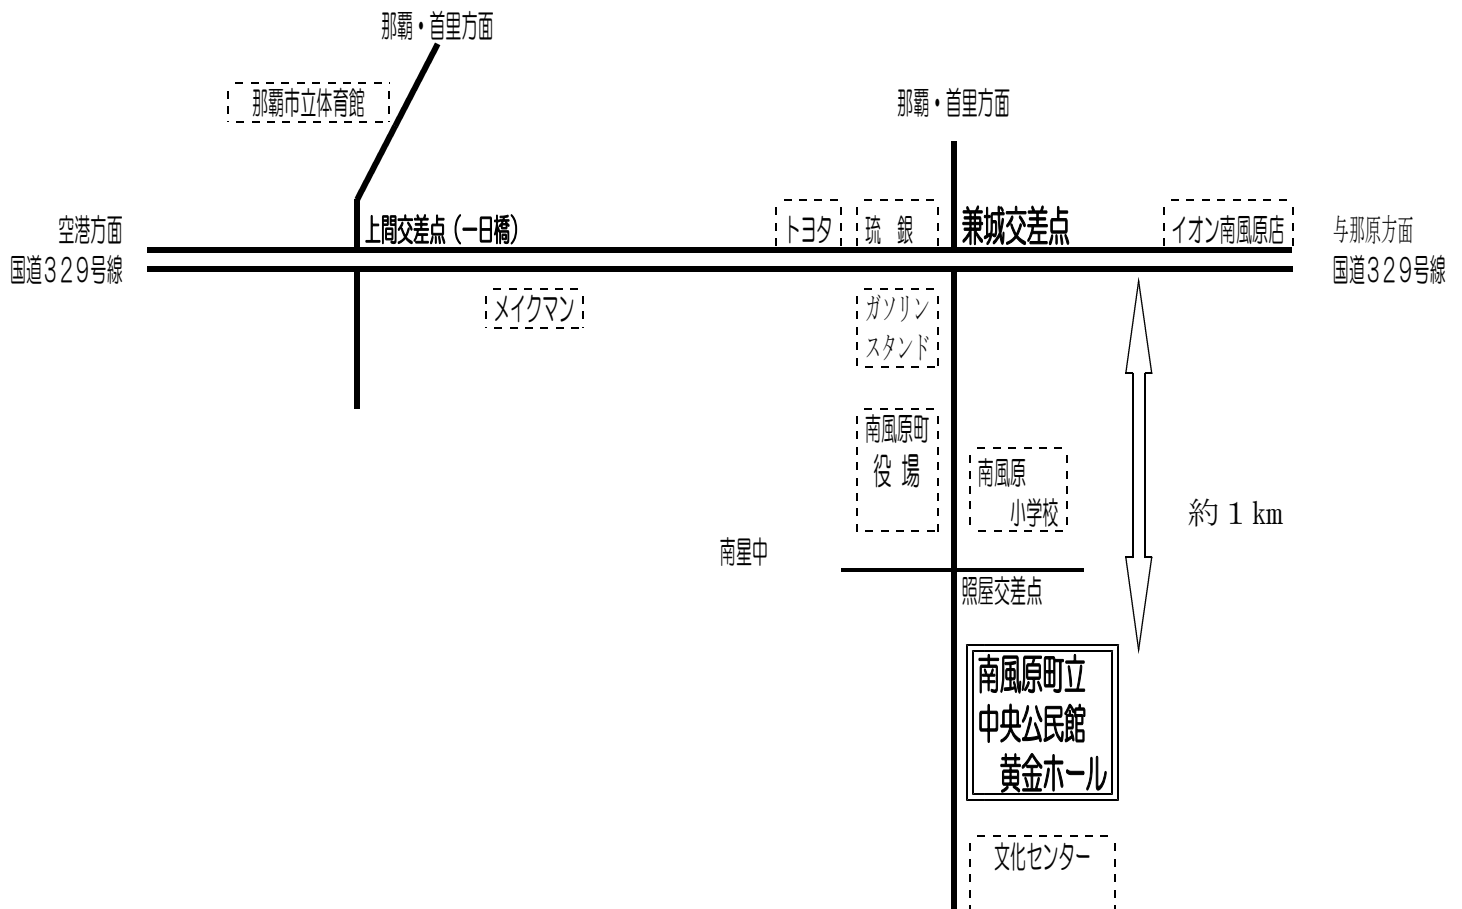 那覇・首里方面
那覇市立体育館
那覇・首里方面
空港方面
国道３２９号線
上間交差点（一日橋）
トヨタ
琉 銀
兼城交差点
イオン南風原店
与那原方面
国道３２９号線
メイクマン
ガソリン
スタンド
南風原町
役 場
南風原
小学校
約１km
南星中
照屋交差点
南風原町立
中央公民館
黄金ホール
文化センター